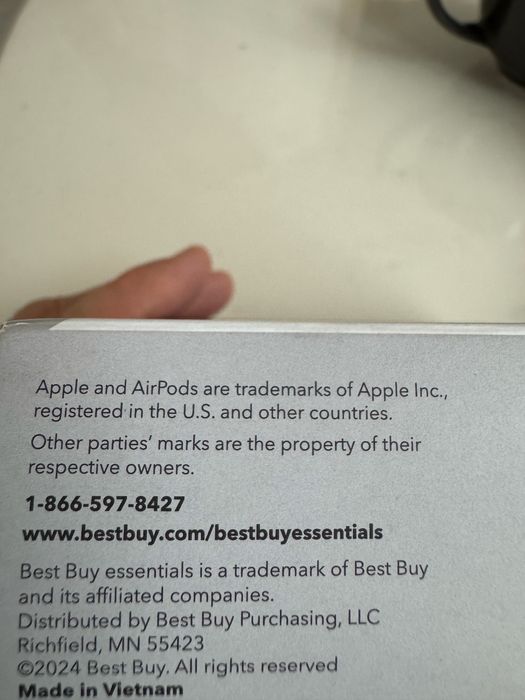 Apple and AirPods are trademarks of Apple Inc.,
registered in the U.S. and other countries.
Other parties' marks are the property of their
respective owners.
1-866-597-8427
www.bestbuy.com/bestbuyessentials
Best Buy essentials is a trademark of Best Buy
and its affiliated companies.
Distributed by Best Buy Purchasing, LLC
Richfield, MN 55423
©2024 Best Buy. All rights reserved
Made in Vietnam